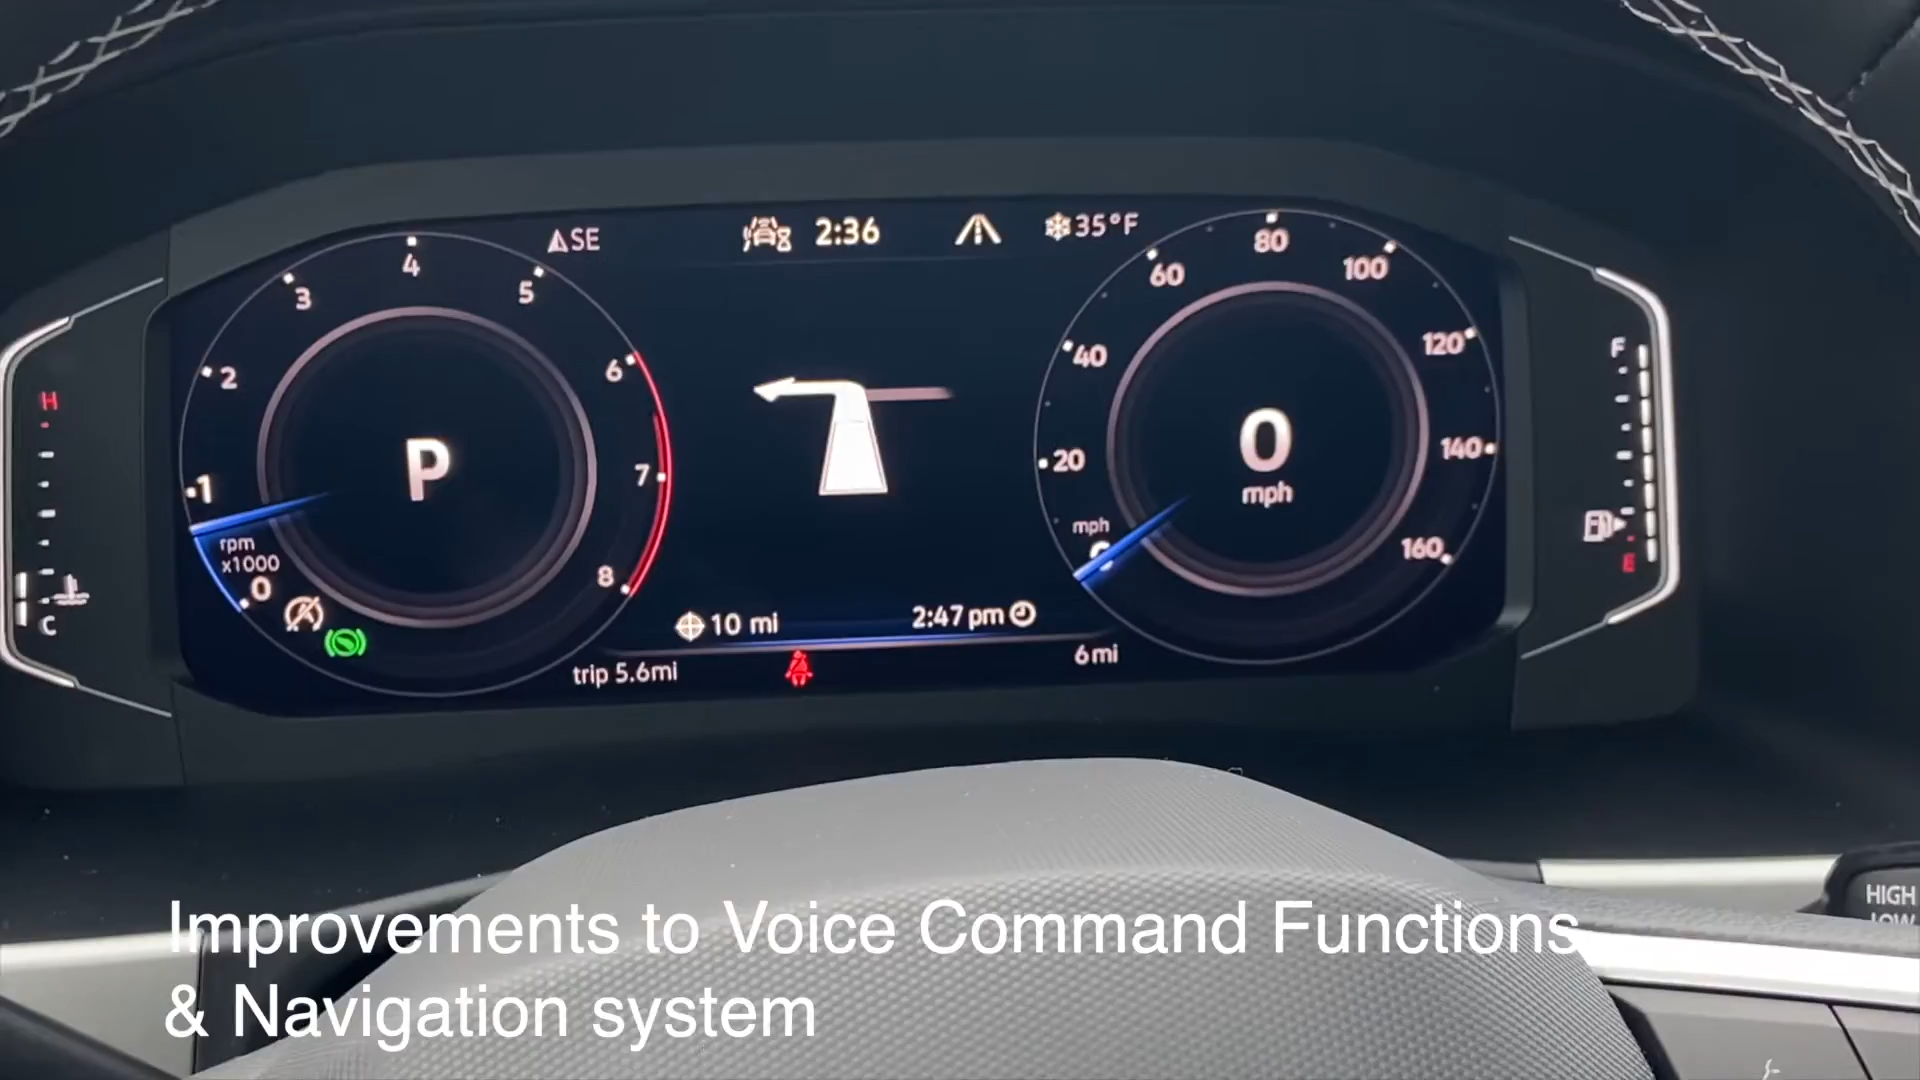 SE
2:36
35°F
4
3
5
2
6
1
7
rpm
x1000
0
8
P
80
60
100
40
120
20
140
mph
160
0
mph
H
C
F
E
10 mi
2:47 pm
trip 5.6mi
6 mi
HIGH
LOW
Improvements to Voice Command Functions
& Navigation system